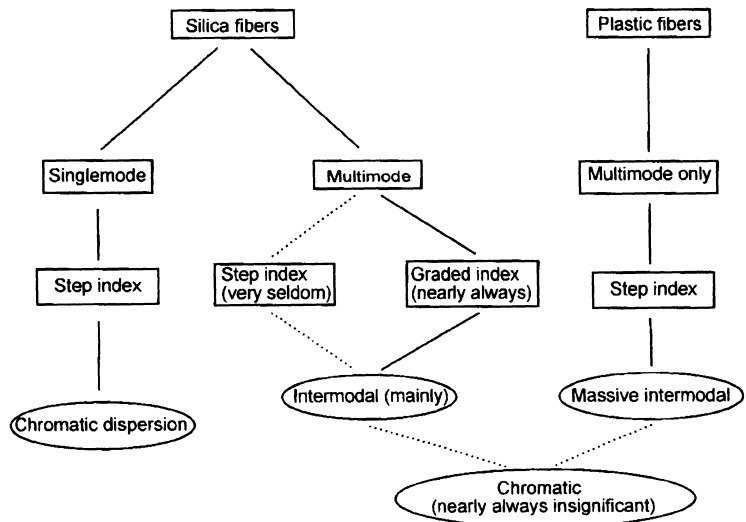 Silica fibers
Plastic fibers
Singlemode
Multimode
Multimode only
Step index
Step index
(very seldom)
Graded index
(nearly always)
Step index
Chromatic dispersion
Intermodal (mainly)
Massive intermodal
Chromatic
(nearly always insignificant)